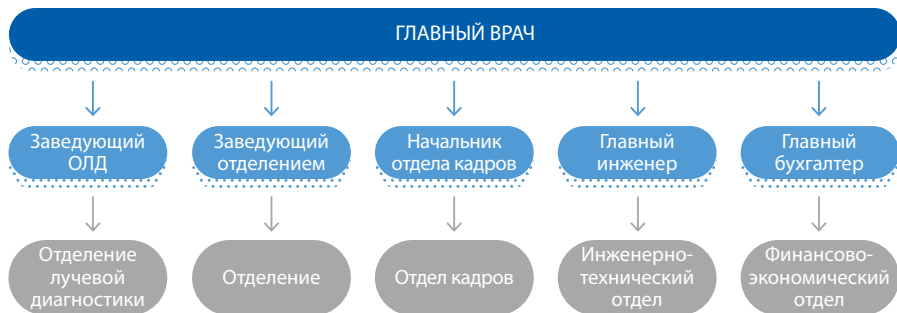 ГЛАВНЫЙ ВРАЧ
Заведующий
ОЛД
Заведующий
отделением
Начальник
отдела кадров
Главный
инженер
Главный
бухгалтер
Отделение
лучевой
диагностики
Отделение
Отдел кадров
Инженерно-
технический
отдел
Финансово-
экономический
отдел